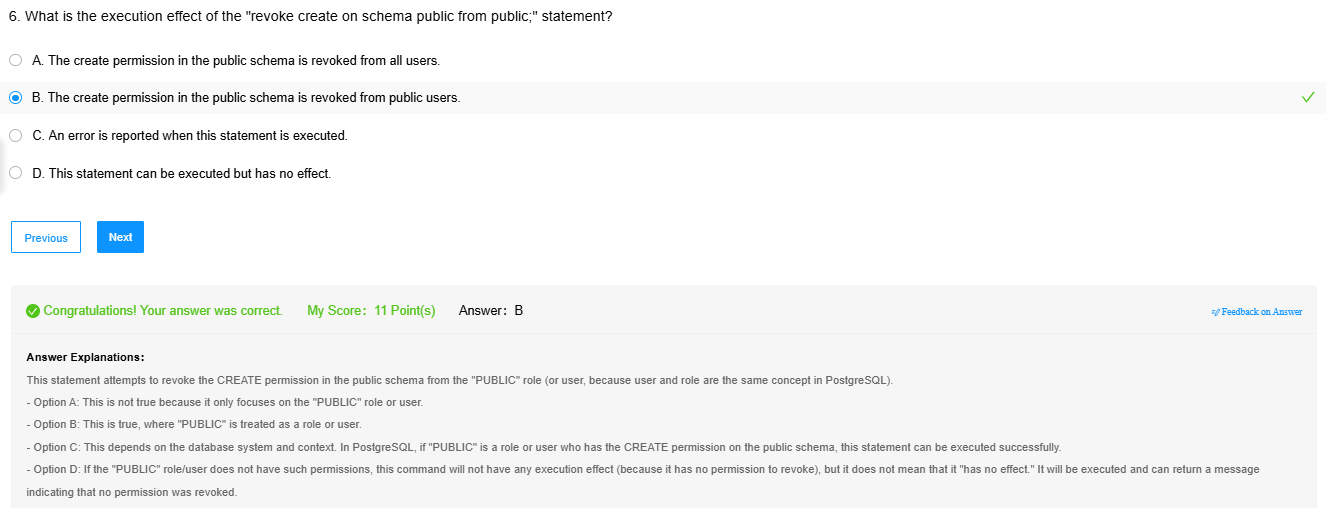 6. What is the execution effect of the "revoke create on schema public from public;" statement?
A. The create permission in the public schema is revoked from all users.
B. The create permission in the public schema is revoked from public users.
C. An error is reported when this statement is executed.
D. This statement can be executed but has no effect.
Previous Next
Congratulations! Your answer was correct. My Score: 11 Point(s) Answer: B Feedback on Answer
Answer Explanations:
This statement attempts to revoke the CREATE permission in the public schema from the "PUBLIC" role (or user, because user and role are the same concept in PostgreSQL).
- Option A: This is not true because it only focuses on the "PUBLIC" role or user.
- Option B: This is true, where "PUBLIC" is treated as a role or user.
- Option C: This depends on the database system and context. In PostgreSQL, if "PUBLIC" is a role or user who has the CREATE permission on the public schema, this statement can be executed successfully.
- Option D: If the "PUBLIC" role/user does not have such permissions, this command will not have any execution effect (because it has no permission to revoke), but it does not mean that it "has no effect." It will be executed and can return a message
indicating that no permission was revoked.